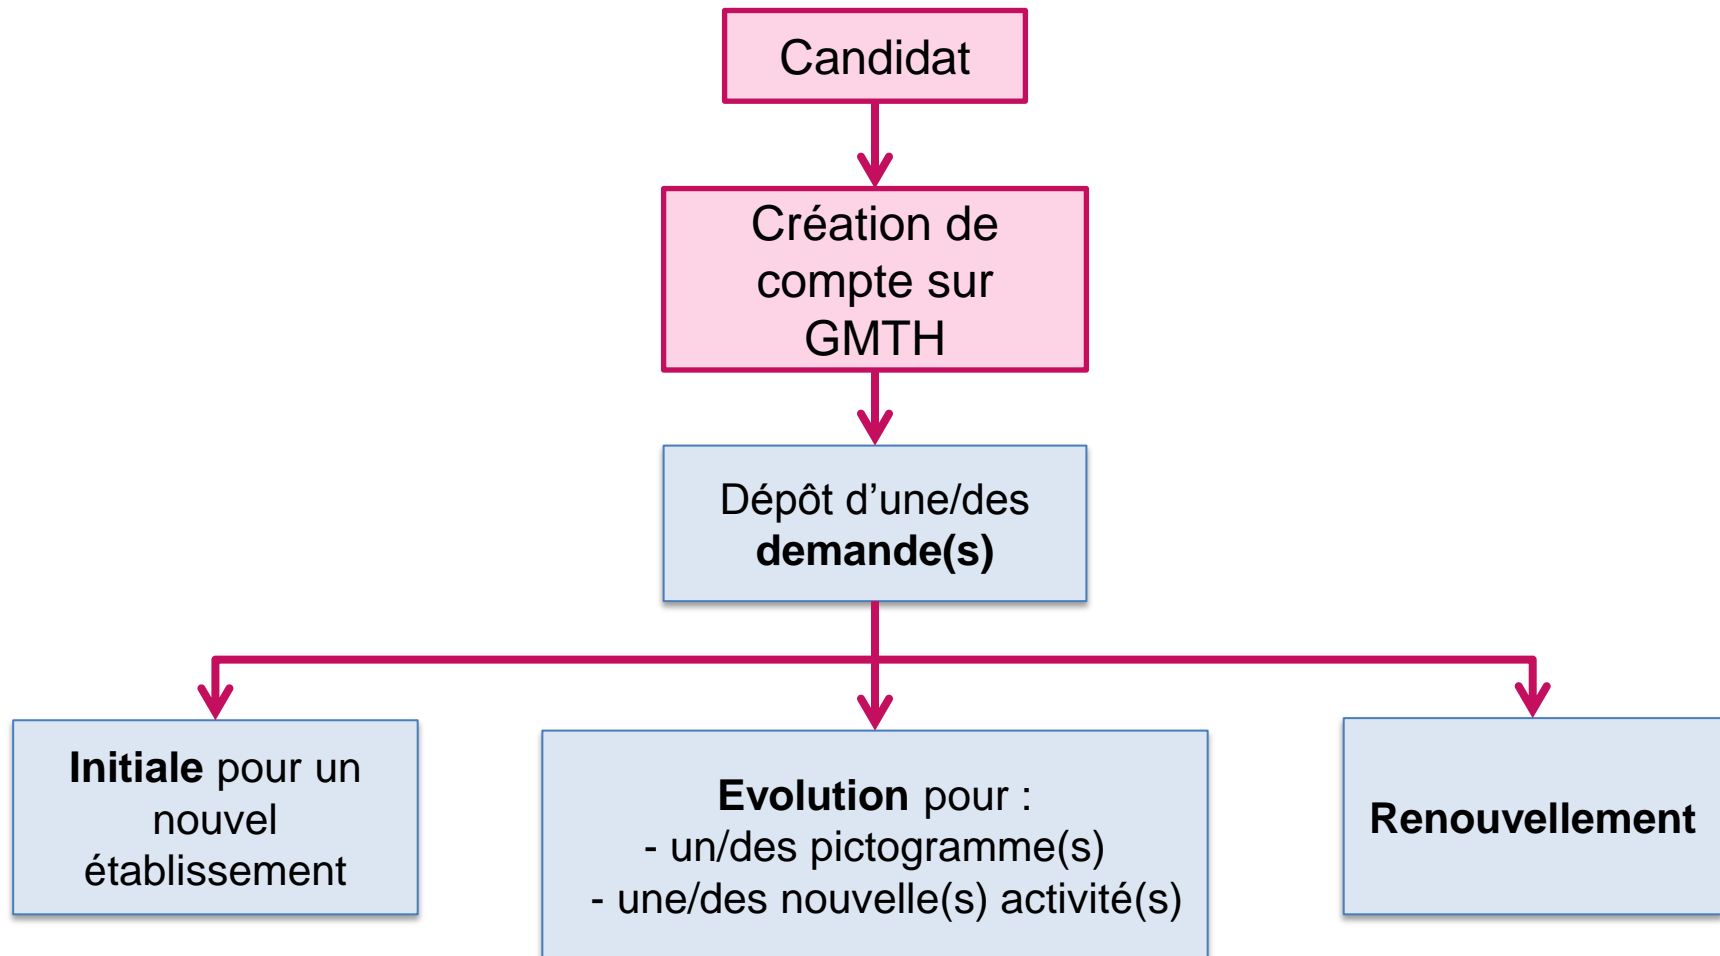 Candidat
Création de
compte sur
GMTH
Dépôt d’une/des
demande(s)
Initiale pour un
nouvel
établissement
Evolution pour :
- un/des pictogramme(s)
- une/des nouvelle(s) activité(s)
Renouvellement